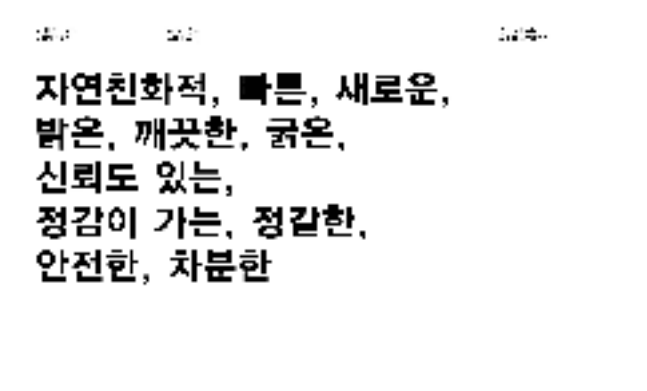 자연친화적, 빠른, 새로운,
밝은, 깨끗한, 굵은,
신뢰도 있는,
정감이 가는, 정갈한,
안전한, 차분한